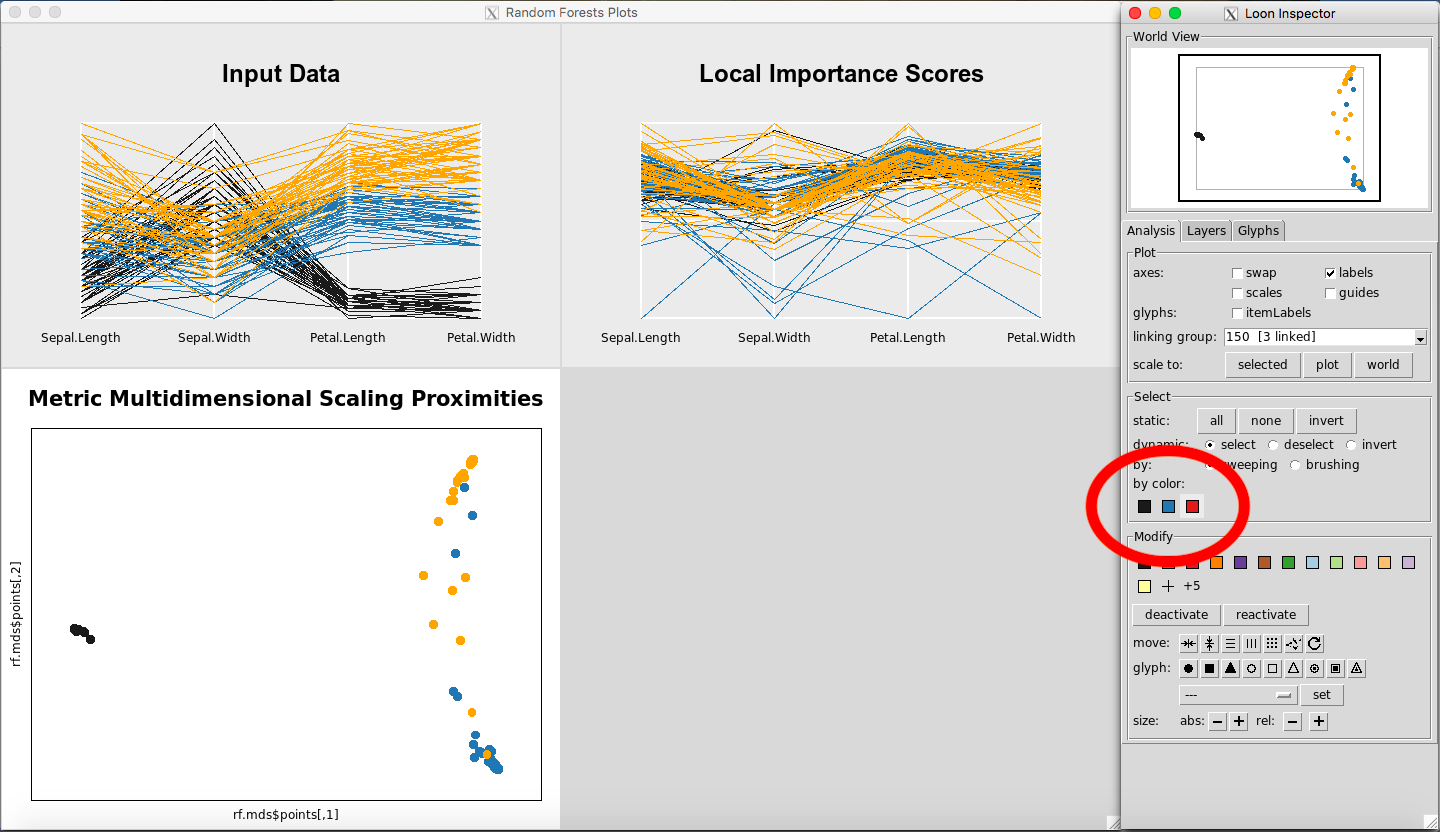 Random Forests Plots
Input Data
Sepal.Length Sepal.Width Petal.Length Petal.Width
Local Importance Scores
Sepal.Length Sepal.Width Petal.Length Petal.Width
Metric Multidimensional Scaling Proximities
rf.mds$points[,2]
rf.mds$points[,1]
Loon Inspector
World View
Analysis Layers Glyphs
Plot
axes: swap labels
scales guides
glyphs: itemLabels
linking group: 150 [3 linked]
scale to: selected plot world
Select
static: all none invert
dynamic: select deselect invert
by: brushing
by color:
Modify
+5
deactivate reactivate
move:
glyph:
--- set
size: abs: − + rel: − +